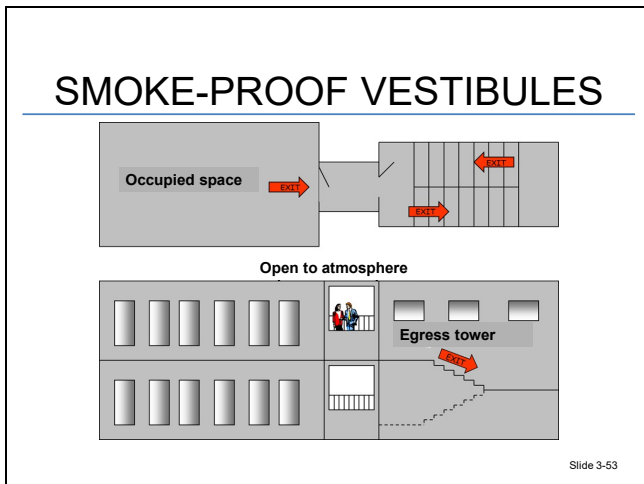 SMOKE-PROOF VESTIBULES
Occupied space
EXIT
EXIT
EXIT
Open to atmosphere
Egress tower
EXIT
Slide 3-53